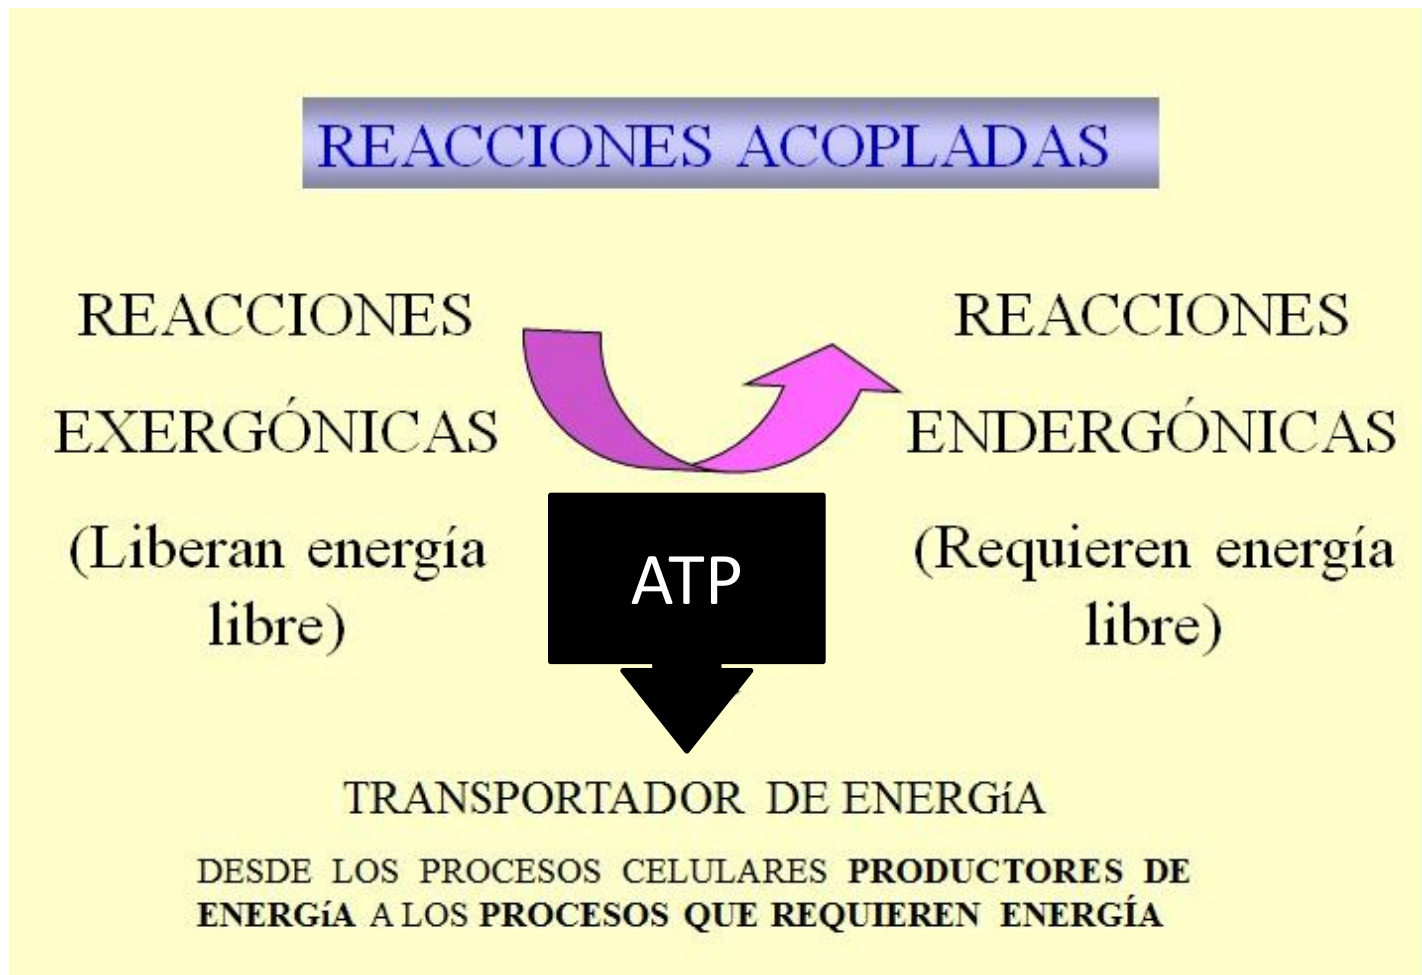 REACCIONES ACOPLADAS
REACCIONES
EXERGÓNICAS
(Liberan energía
libre)
REACCIONES
ENDERGÓNICAS
(Requieren energía
libre)
ATP
TRANSPORTADOR DE ENERGíA
DESDE LOS PROCESOS CELULARES PRODUCTORES DE
ENERGíA A LOS PROCESOS QUE REQUIEREN ENERGÍA